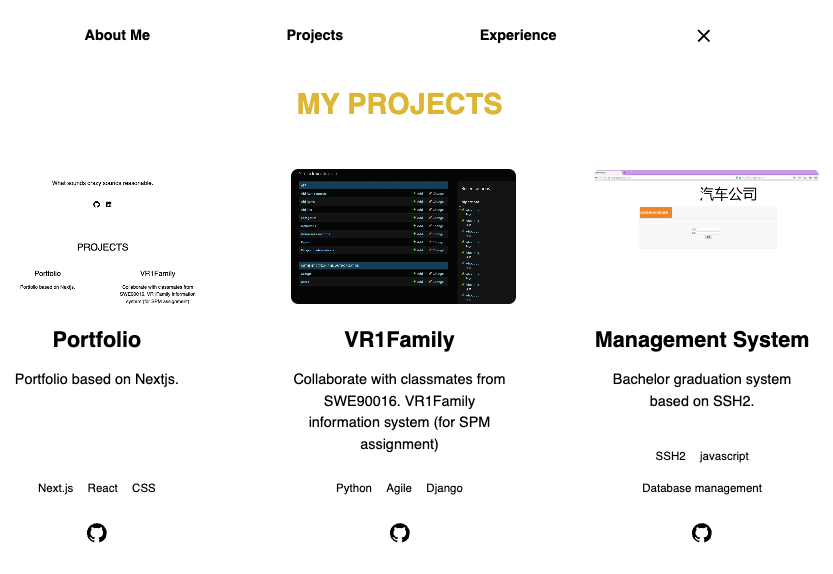 About Me
Projects
Experience
MY PROJECTS
What sounds crazy sounds reasonable.
PROJECTS
Portfolio
VR1Family
Portfolio based on Nextjs.
Collaborate with classmates from
SWE90016. VR1Family information
system (for SPM assignment)
汽车公司
Portfolio
Portfolio based on Nextjs.
Next.js React CSS
VR1Family
Collaborate with classmates from
SWE90016. VR1Family
information system (for SPM
assignment)
Python Agile Django
Management System
Bachelor graduation system
based on SSH2.
SSH2 javascript
Database management